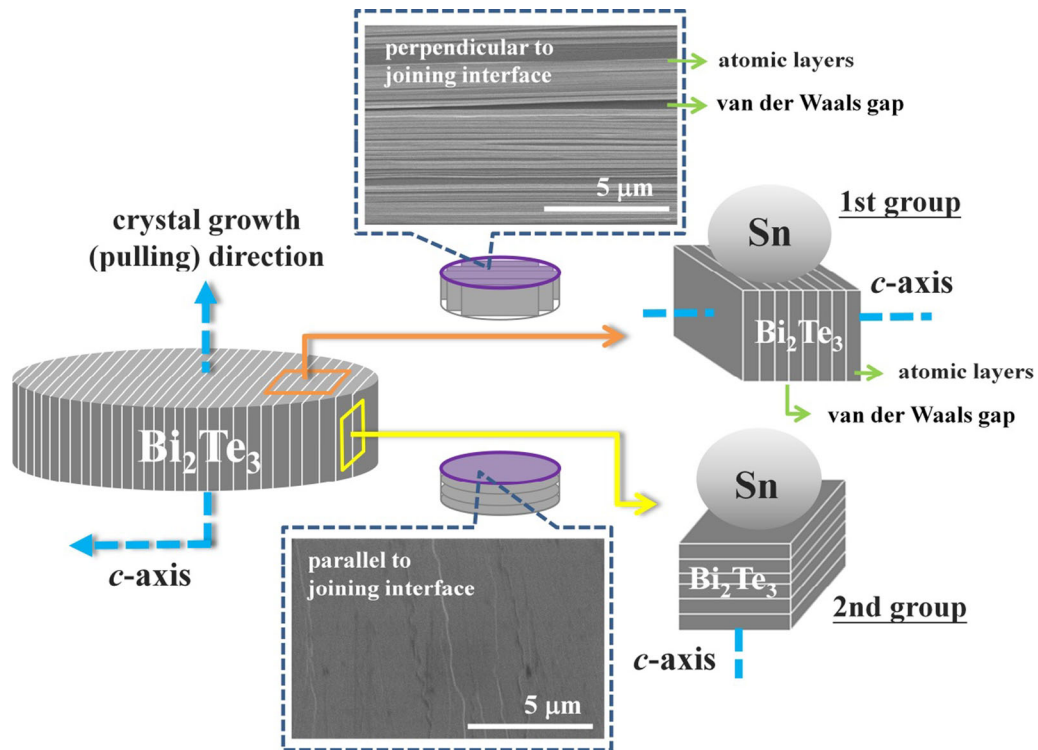 perpendicular to
joining interface
5 μm
atomic layers
van der Waals gap
crystal growth
(pulling) direction
1st group
Sn
c-axis
Bi₂Te₃
atomic layers
van der Waals gap
Bi₂Te₃
c-axis
Sn
Bi₂Te₃
2nd group
c-axis
parallel to
joining interface
5 μm